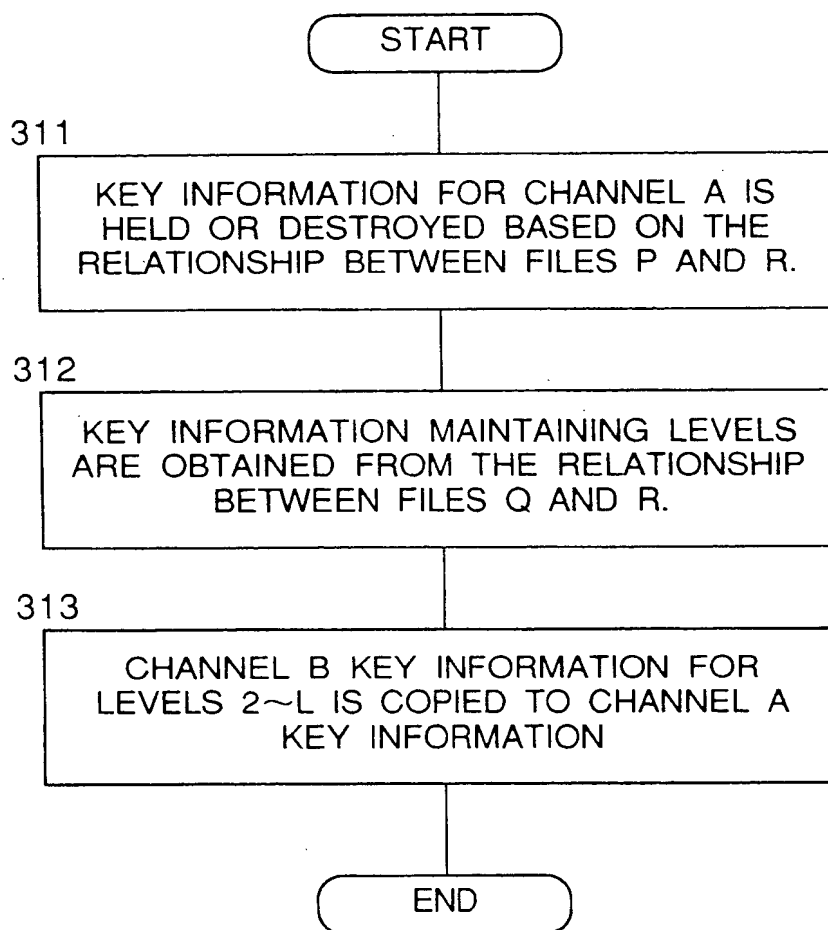 START
311
KEY INFORMATION FOR CHANNEL A IS
HELD OR DESTROYED BASED ON THE
RELATIONSHIP BETWEEN FILES P AND R.
312
KEY INFORMATION MAINTAINING LEVELS
ARE OBTAINED FROM THE RELATIONSHIP
BETWEEN FILES Q AND R.
313
CHANNEL B KEY INFORMATION FOR
LEVELS 2~L IS COPIED TO CHANNEL A
KEY INFORMATION
END